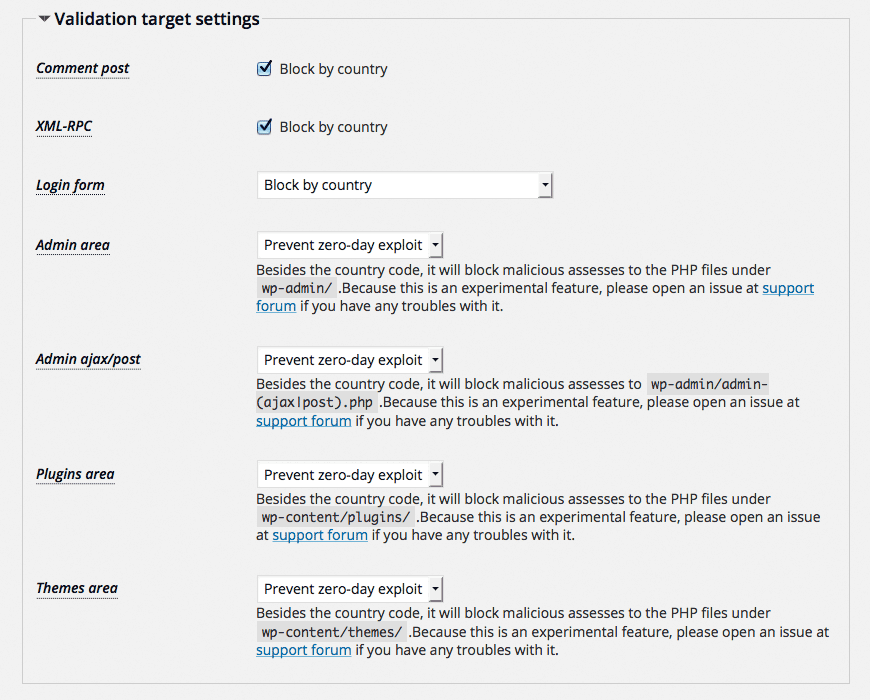 Validation target settings
Comment post
Block by country
XML-RPC
Block by country
Login form
Block by country
Admin area
Prevent zero-day exploit
Besides the country code, it will block malicious assesses to the PHP files under
wp-admin/ .Because this is an experimental feature, please open an issue at support
forum if you have any troubles with it.
Admin ajax/post
Prevent zero-day exploit
Besides the country code, it will block malicious assesses to wp-admin/admin-
(ajax|post).php .Because this is an experimental feature, please open an issue at
support forum if you have any troubles with it.
Plugins area
Prevent zero-day exploit
Besides the country code, it will block malicious assesses to the PHP files under
wp-content/plugins/ .Because this is an experimental feature, please open an issue
at support forum if you have any troubles with it.
Themes area
Prevent zero-day exploit
Besides the country code, it will block malicious assesses to the PHP files under
wp-content/themes/ .Because this is an experimental feature, please open an issue at
support forum if you have any troubles with it.